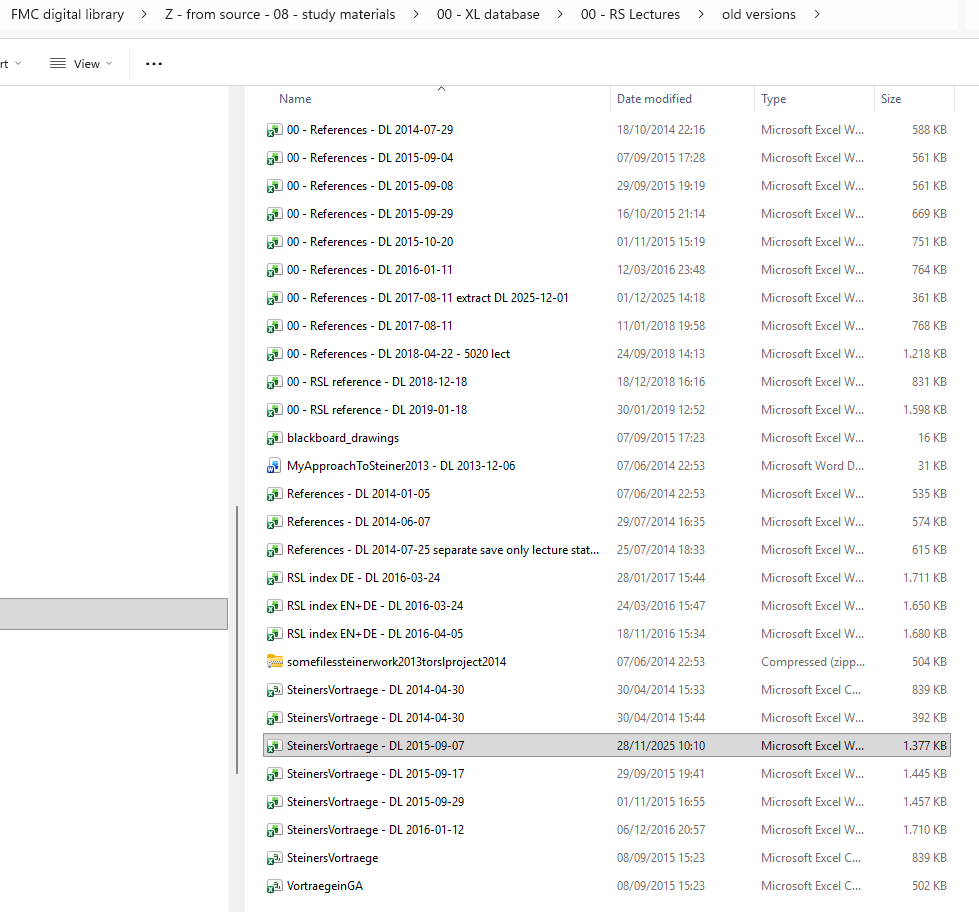 FMC digital library > Z - from source - 08 - study materials > 00 - XL database > 00 - RS Lectures > old versions >
rt View ...
Name Date modified Type Size
00 - References - DL 2014-07-29 18/10/2014 22:16 Microsoft Excel W... 588 KB
00 - References - DL 2015-09-04 07/09/2015 17:28 Microsoft Excel W... 561 KB
00 - References - DL 2015-09-08 29/09/2015 19:19 Microsoft Excel W... 561 KB
00 - References - DL 2015-09-29 16/10/2015 21:14 Microsoft Excel W... 669 KB
00 - References - DL 2015-10-20 01/11/2015 15:19 Microsoft Excel W... 751 KB
00 - References - DL 2016-01-11 12/03/2016 23:48 Microsoft Excel W... 764 KB
00 - References - DL 2017-08-11 extract DL 2025-12-01 01/12/2025 14:18 Microsoft Excel W... 361 KB
00 - References - DL 2017-08-11 11/01/2018 19:58 Microsoft Excel W... 768 KB
00 - References - DL 2018-04-22 - 5020 lect 24/09/2018 14:13 Microsoft Excel W... 1.218 KB
00 - RSL reference - DL 2018-12-18 18/12/2018 16:16 Microsoft Excel W... 831 KB
00 - RSL reference - DL 2019-01-18 30/01/2019 12:52 Microsoft Excel W... 1.598 KB
blackboard_drawings 07/09/2015 17:23 Microsoft Excel W... 16 KB
MyApproachToSteiner2013 - DL 2013-12-06 07/06/2014 22:53 Microsoft Word D... 31 KB
References - DL 2014-01-05 07/06/2014 22:53 Microsoft Excel W... 535 KB
References - DL 2014-06-07 29/07/2014 16:35 Microsoft Excel W... 574 KB
References - DL 2014-07-25 separate save only lecture stat... 25/07/2014 18:33 Microsoft Excel W... 615 KB
RSL index DE - DL 2016-03-24 28/01/2017 15:44 Microsoft Excel W... 1.711 KB
RSL index EN+DE - DL 2016-03-24 24/03/2016 15:47 Microsoft Excel W... 1.650 KB
RSL index EN+DE - DL 2016-04-05 18/11/2016 15:34 Microsoft Excel W... 1.680 KB
somefilessteinerwork2013torslproject2014 07/06/2014 22:53 Compressed (zipp... 504 KB
SteinersVortraege - DL 2014-04-30 30/04/2014 15:33 Microsoft Excel C... 839 KB
SteinersVortraege - DL 2014-04-30 30/04/2014 15:44 Microsoft Excel W... 392 KB
SteinersVortraege - DL 2015-09-07 28/11/2025 10:10 Microsoft Excel W... 1.377 KB
SteinersVortraege - DL 2015-09-17 29/09/2015 19:41 Microsoft Excel W... 1.445 KB
SteinersVortraege - DL 2015-09-29 01/11/2015 16:55 Microsoft Excel W... 1.457 KB
SteinersVortraege - DL 2016-01-12 06/12/2016 20:57 Microsoft Excel W... 1.710 KB
SteinersVortraege 08/09/2015 15:23 Microsoft Excel C... 839 KB
VortraegeinGA 08/09/2015 15:23 Microsoft Excel C... 502 KB